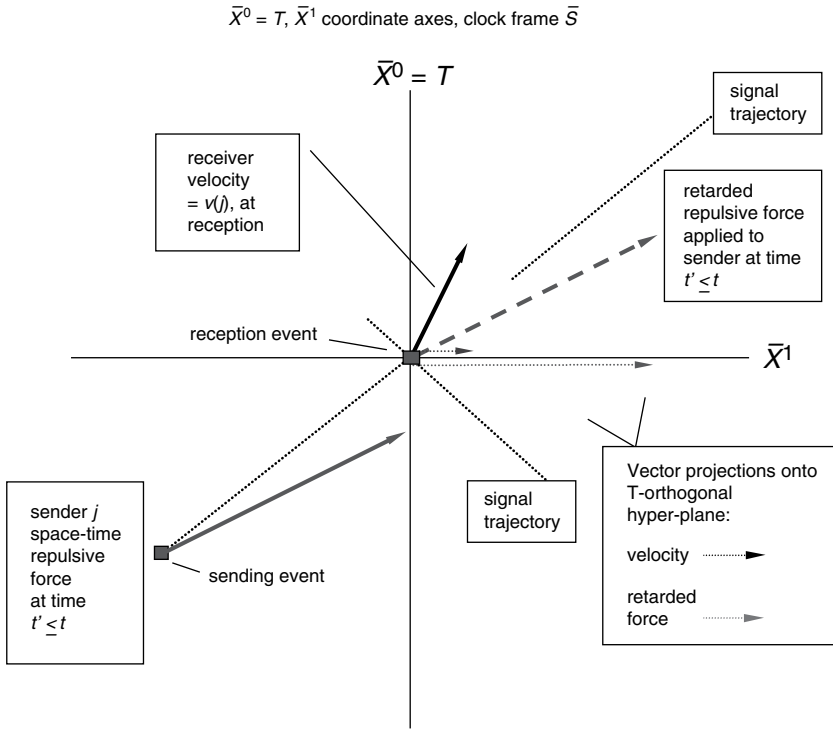 X̄⁰ = T, X̄¹ coordinate axes, clock frame S̄
X̄⁰ = T
signal
trajectory
receiver
velocity
= v(j), at
reception
retarded
repulsive force
applied to
sender at time
t' ≤ t
reception event
X̄¹
signal
trajectory
Vector projections onto
T-orthogonal
hyper-plane:
velocity
retarded
force
sender j
space-time
repulsive
force
at time
t' ≤ t
sending event